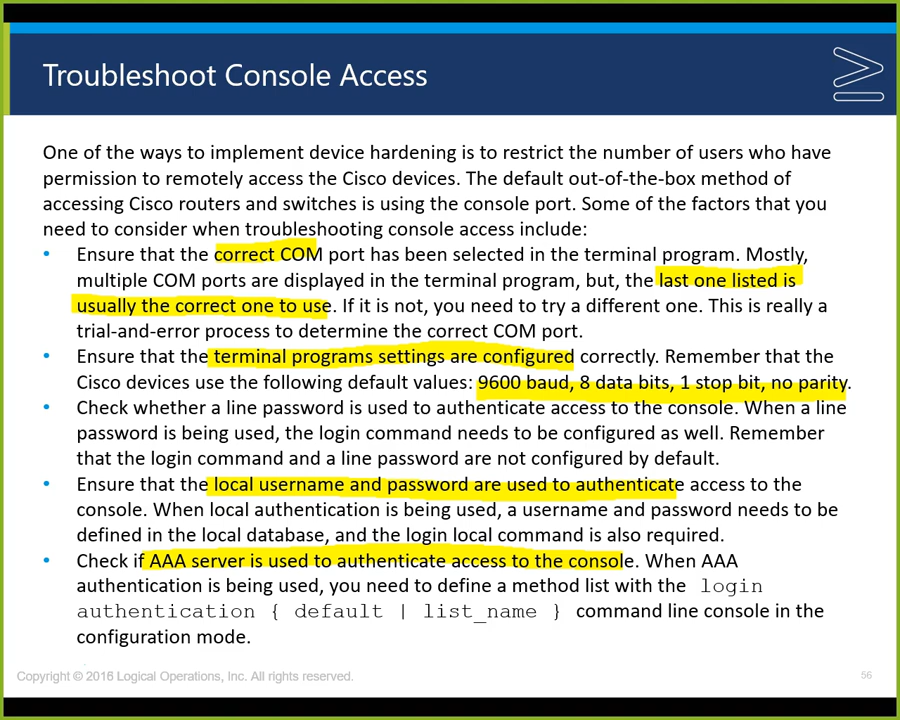 Troubleshoot Console Access
One of the ways to implement device hardening is to restrict the number of users who have
permission to remotely access the Cisco devices. The default out-of-the-box method of
accessing Cisco routers and switches is using the console port. Some of the factors that you
need to consider when troubleshooting console access include:
• Ensure that the correct COM port has been selected in the terminal program. Mostly,
multiple COM ports are displayed in the terminal program, but, the last one listed is
usually the correct one to use. If it is not, you need to try a different one. This is really a
trial-and-error process to determine the correct COM port.
• Ensure that the terminal programs settings are configured correctly. Remember that the
Cisco devices use the following default values: 9600 baud, 8 data bits, 1 stop bit, no parity.
• Check whether a line password is used to authenticate access to the console. When a line
password is being used, the login command needs to be configured as well. Remember
that the login command and a line password are not configured by default.
• Ensure that the local username and password are used to authenticate access to the
console. When local authentication is being used, a username and password needs to be
defined in the local database, and the login local command is also required.
• Check if AAA server is used to authenticate access to the console. When AAA
authentication is being used, you need to define a method list with the login
authentication { default | list_name } command line console in the
configuration mode.
Copyright © 2016 Logical Operations, Inc. All rights reserved.
56